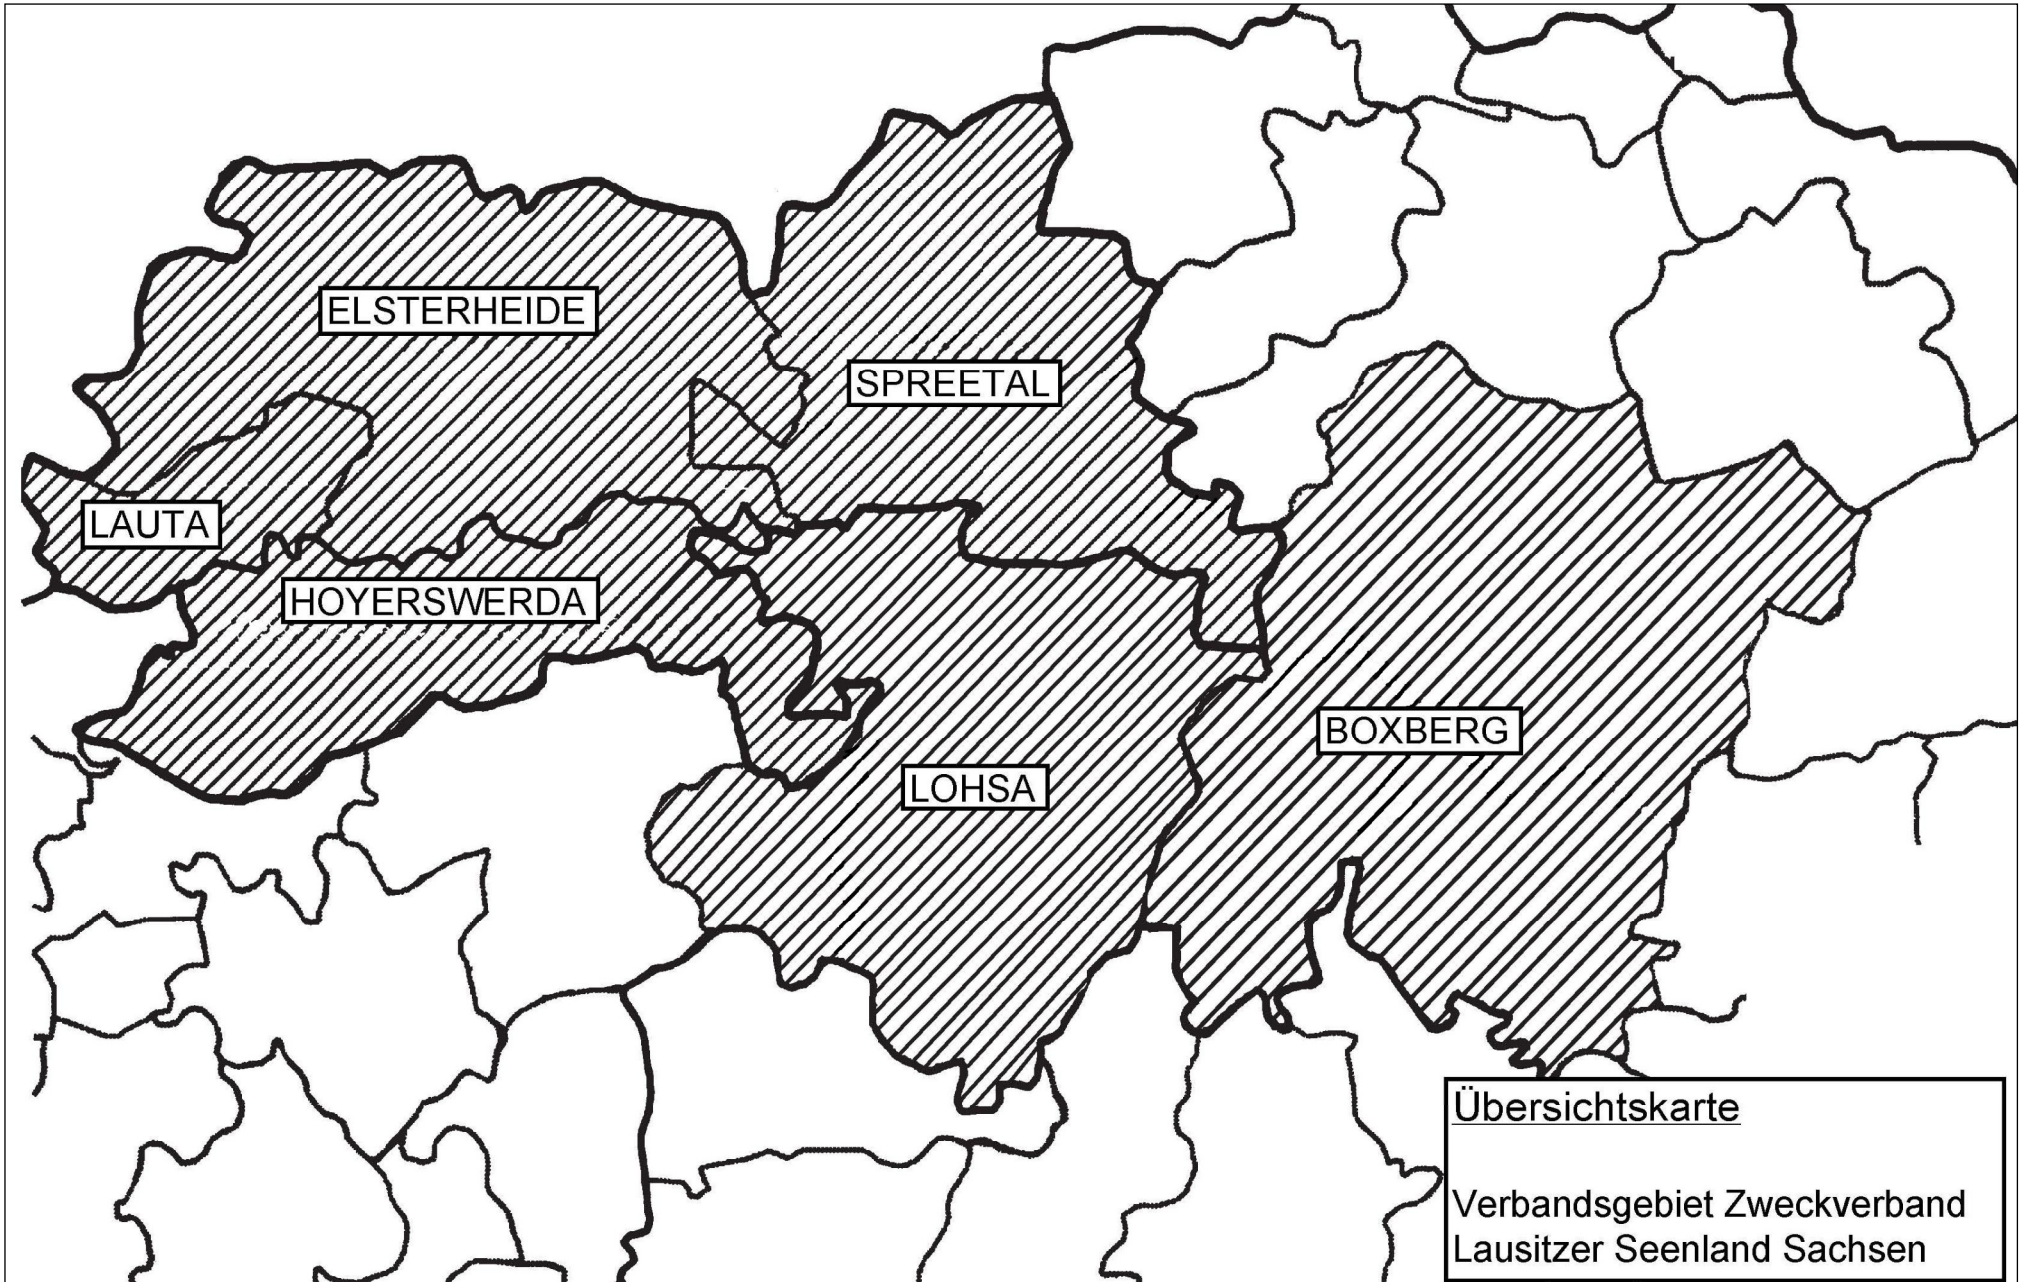 ELSTERHEIDE
SPREETAL
LAUTA
HOYERSWERDA
BOXBERG
LOHSA
Übersichtskarte
Verbandsgebiet Zweckverband
Lausitzer Seenland Sachsen